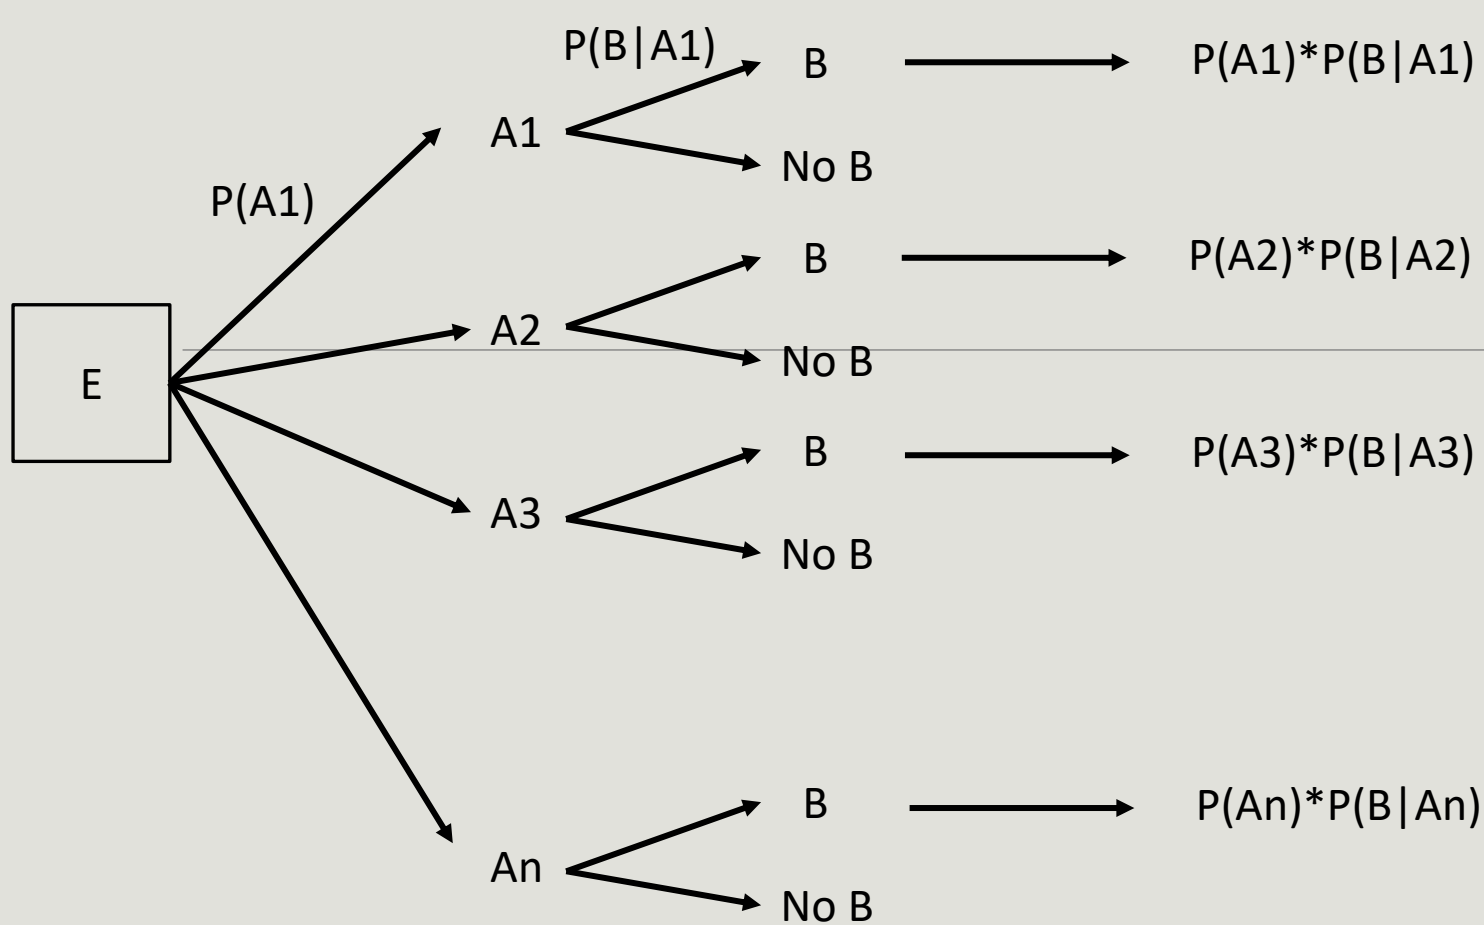 P(B|A1)
B
P(A1)*P(B|A1)
A1
No B
P(A1)
B
P(A2)*P(B|A2)
A2
No B
E
B
P(A3)*P(B|A3)
A3
No B
B
P(An)*P(B|An)
An
No B